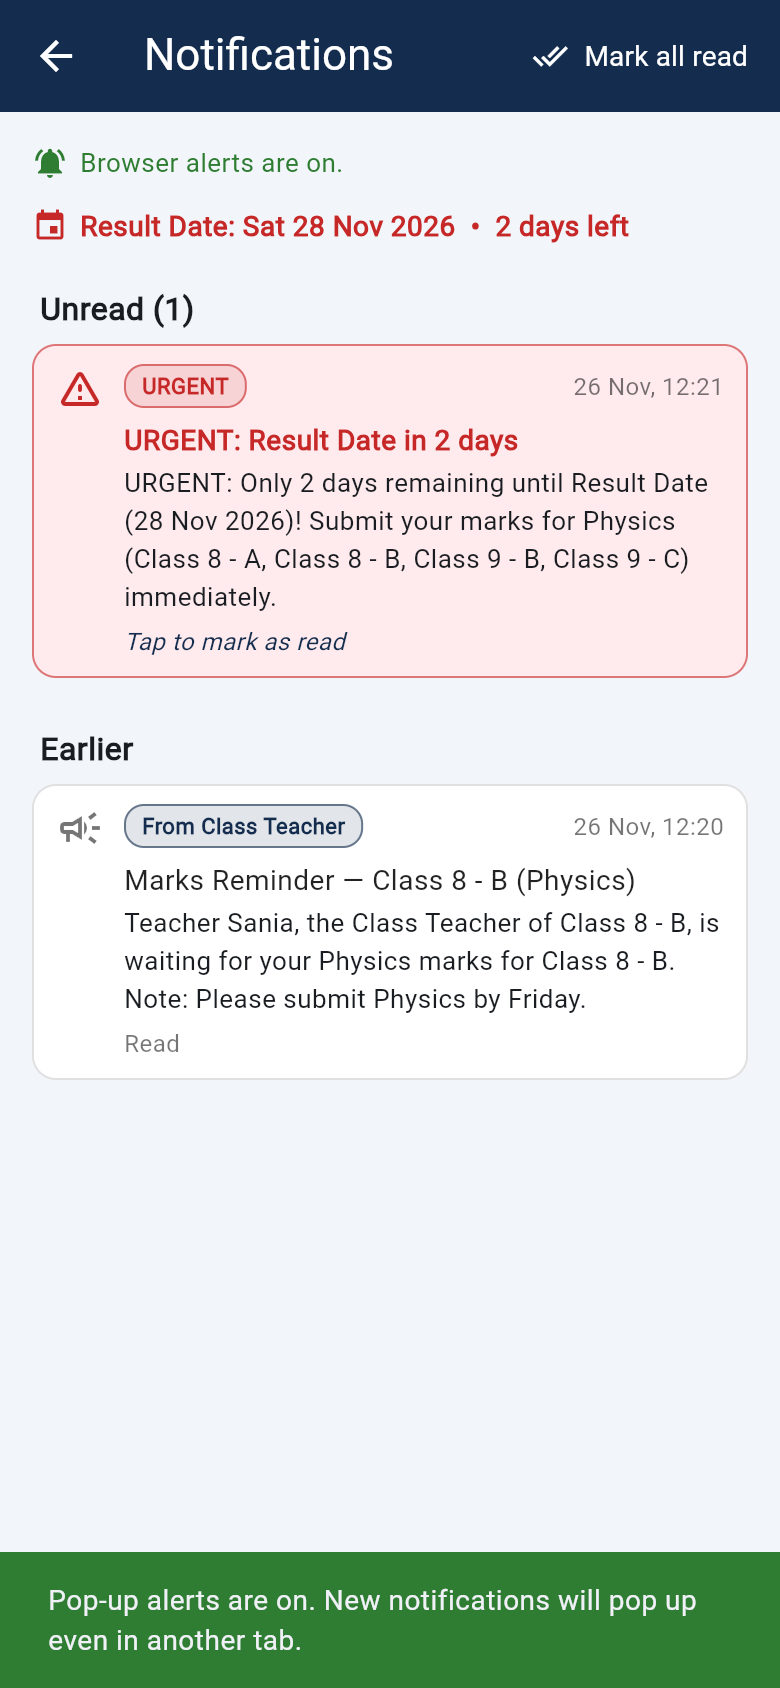 Notifications
Mark all read
Browser alerts are on.
Result Date: Sat 28 Nov 2026 • 2 days left
Unread (1)
URGENT
26 Nov, 12:21
URGENT: Result Date in 2 days
URGENT: Only 2 days remaining until Result Date
(28 Nov 2026)! Submit your marks for Physics
(Class 8 - A, Class 8 - B, Class 9 - B, Class 9 - C)
immediately.
Tap to mark as read
Earlier
From Class Teacher
26 Nov, 12:20
Marks Reminder — Class 8 - B (Physics)
Teacher Sania, the Class Teacher of Class 8 - B, is
waiting for your Physics marks for Class 8 - B.
Note: Please submit Physics by Friday.
Read
Pop-up alerts are on. New notifications will pop up
even in another tab.